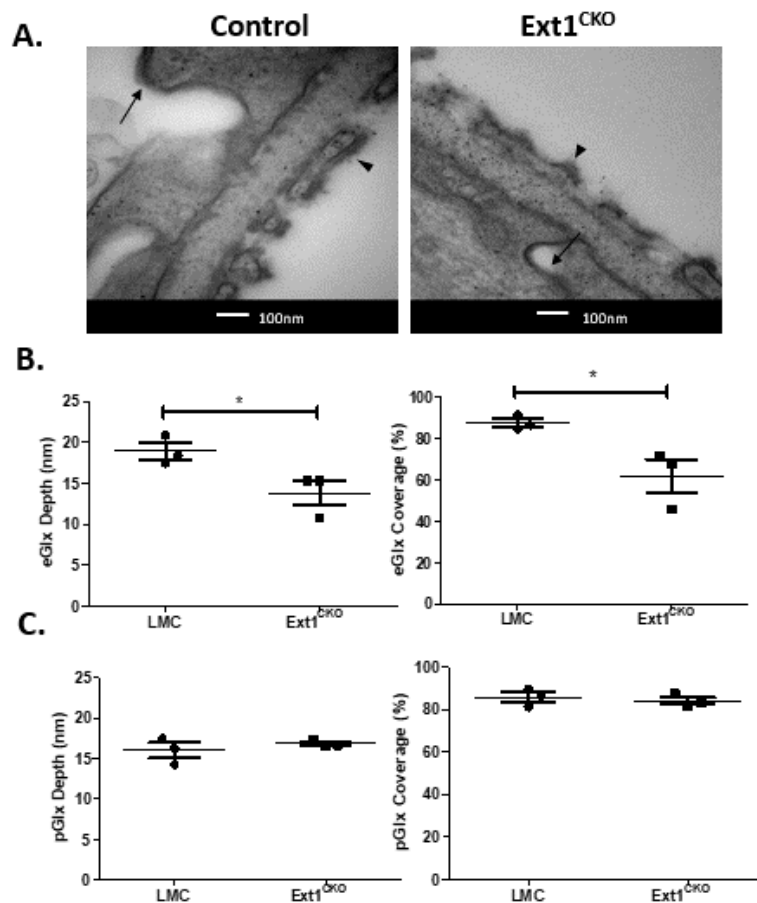 Control
Ext1CKO
A.
100nm
100nm
B.
eGlx Depth (nm)
25
20
15
10
5
0
*
LMC
Ext1CKO
eGlx Coverage (%)
100
80
60
40
20
0
*
LMC
Ext1CKO
C.
pGlx Depth (nm)
25
20
15
10
5
0
LMC
Ext1CKO
pGlx Coverage (%)
100
80
60
40
20
0
LMC
Ext1CKO